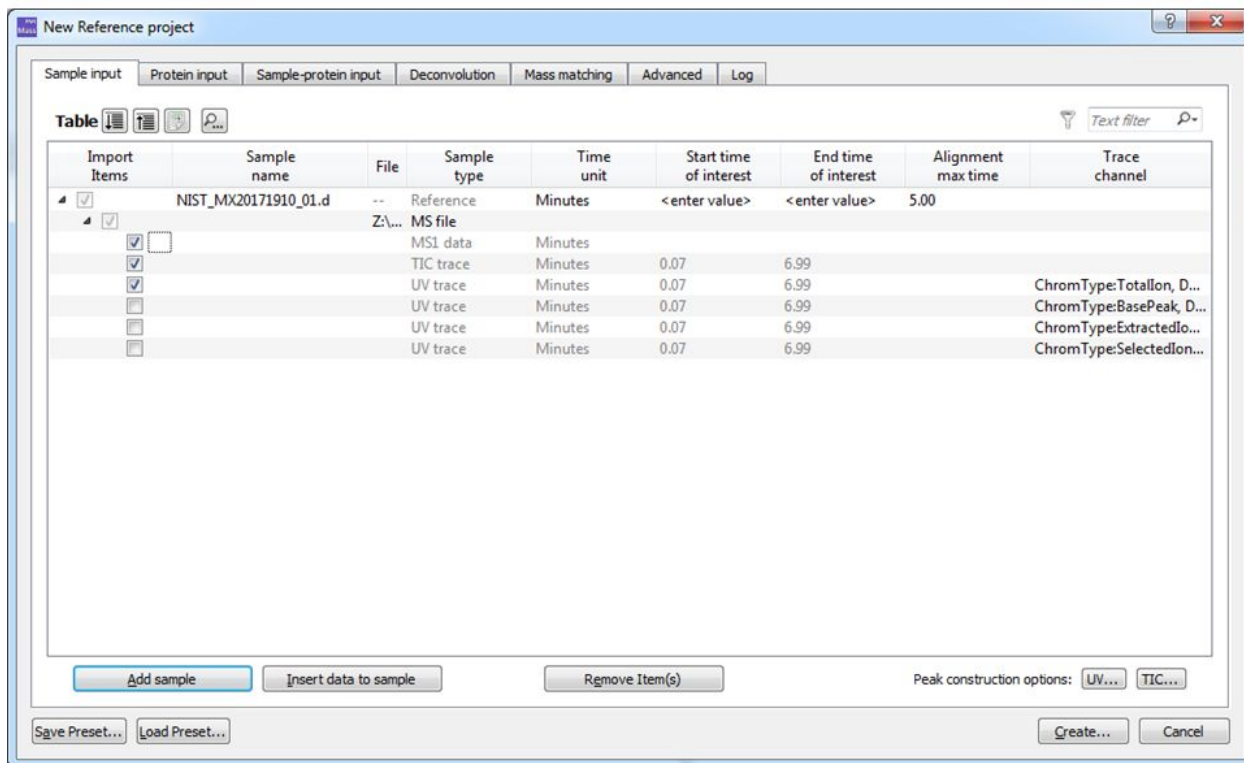 New Reference project
Sample input Protein input Sample-protein input Deconvolution Mass matching Advanced Log
Table Text filter
Import Items Sample name File Sample type Time unit Start time of interest End time of interest Alignment max time Trace channel
NIST_MX20171910_01.d -- Reference Minutes <enter value> <enter value> 5.00
Z:\... MS file
MS1 data Minutes
TIC trace Minutes 0.07 6.99
UV trace Minutes 0.07 6.99 ChromType:TotalIon, D...
UV trace Minutes 0.07 6.99 ChromType:BasePeak, D...
UV trace Minutes 0.07 6.99 ChromType:ExtractedIo...
UV trace Minutes 0.07 6.99 ChromType:SelectedIon...
Add sample Insert data to sample Remove Item(s) Peak construction options: UV... TIC...
Save Preset... Load Preset... Create... Cancel